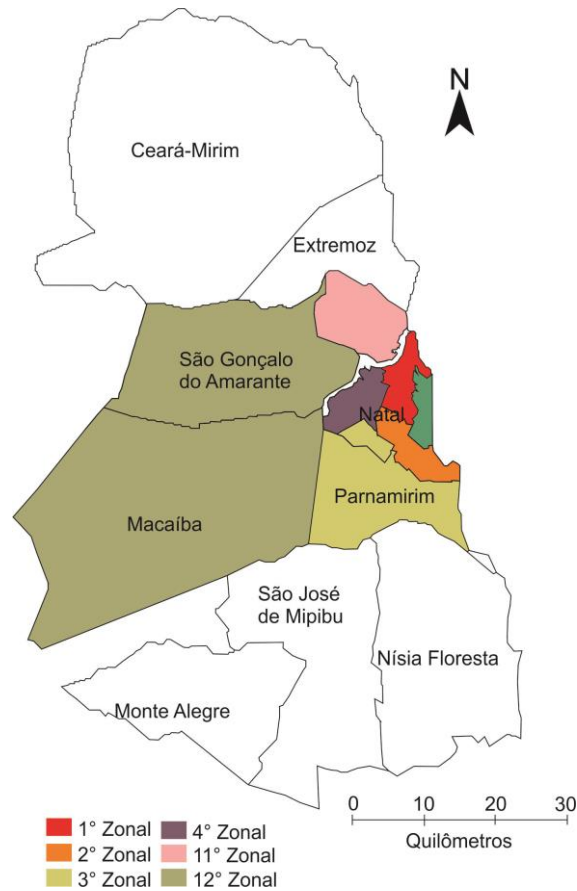 N
Ceará-Mirim
Extremoz
São Gonçalo
do Amarante
Natal
Macaíba
Parnamirim
São José
de Mipibu
Nísia Floresta
Monte Alegre
1° Zonal
2° Zonal
3° Zonal
4° Zonal
11° Zonal
12° Zonal
0 10 20 30
Quilômetros